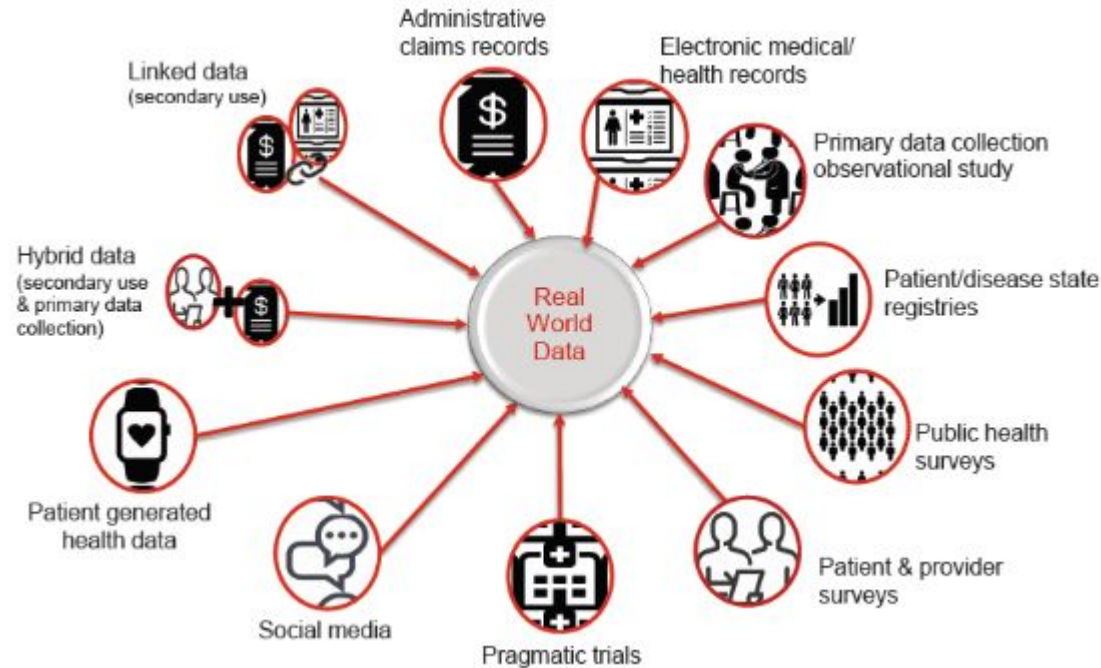 Administrative
claims records
Electronic medical/
health records
Linked data
(secondary use)
Primary data collection
observational study
Hybrid data
(secondary use
& primary data
collection)
Real
World
Data
Patient/disease state
registries
Public health
surveys
Patient generated
health data
Patient & provider
surveys
Social media
Pragmatic trials